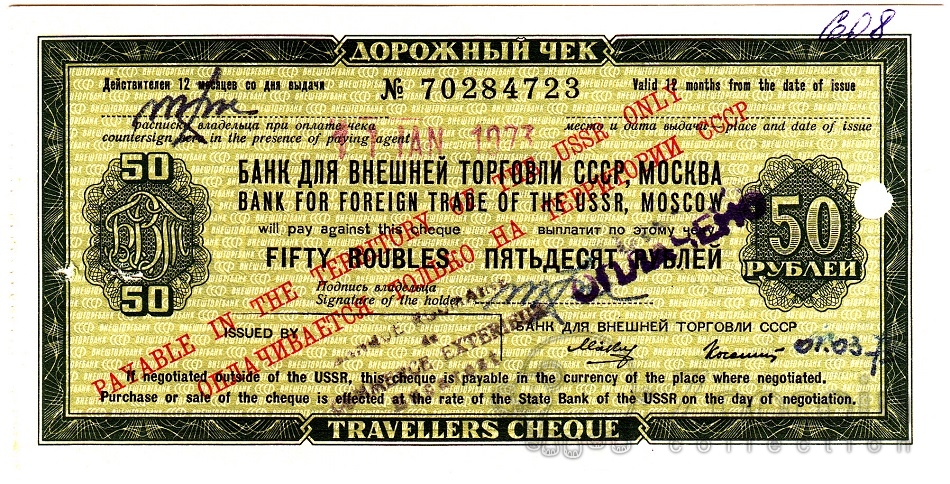 608
ДОРОЖНЫЙ ЧЕК
Действителен 12 месяцев со дня выдачи № 70284723 Valid 12 months from the date of issue
расписка владельца при оплате чека место и дата выдачи place and date of issue
countersign here in the presence of paying agent
JAN 1973
50 БАНК ДЛЯ ВНЕШНЕЙ ТОРГОВЛИ СССР, МОСКВА
BANK FOR FOREIGN TRADE OF THE USSR, MOSCOW
will pay against this cheque выплатит по этому чеку
50 РУБЛЕЙ
FIFTY ROUBLES ПЯТЬДЕСЯТ РУБЛЕЙ
50
Подпись владельца
Signature of the holder
PAYABLE IN THE TERRITORY OF THE USSR ONLY
ОПЛАЧИВАЕТСЯ ТОЛЬКО НА ТЕРРИТОРИИ СССР
ОПЛАЧЕНО
ISSUED BY БАНК ДЛЯ ВНЕШНЕЙ ТОРГОВЛИ СССР
If negotiated outside of the USSR, this cheque is payable in the currency of the place where negotiated.
Purchase or sale of the cheque is effected at the rate of the State Bank of the USSR on the day of negotiation.
TRAVELLERS CHEQUE
collection